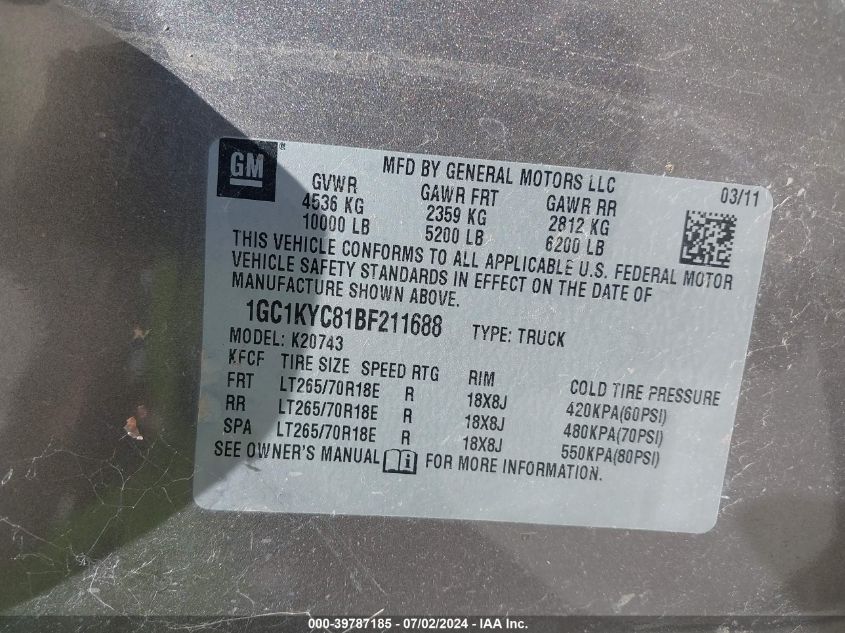 GM®
MFD BY GENERAL MOTORS LLC 03/11
GVWR GAWR FRT GAWR RR
4536 KG 2359 KG 2812 KG
10000 LB 5200 LB 6200 LB
THIS VEHICLE CONFORMS TO ALL APPLICABLE U.S. FEDERAL MOTOR
VEHICLE SAFETY STANDARDS IN EFFECT ON THE DATE OF
MANUFACTURE SHOWN ABOVE.
1GC1KYC81BF211688 TYPE: TRUCK
MODEL: K20743
KFCF TIRE SIZE SPEED RTG RIM COLD TIRE PRESSURE
FRT LT265/70R18E R 18X8J 420KPA(60PSI)
RR LT265/70R18E R 18X8J 480KPA(70PSI)
SPA LT265/70R18E R 18X8J 550KPA(80PSI)
SEE OWNER'S MANUAL FOR MORE INFORMATION.
000-39787185 - 07/02/2024 - IAA Inc.